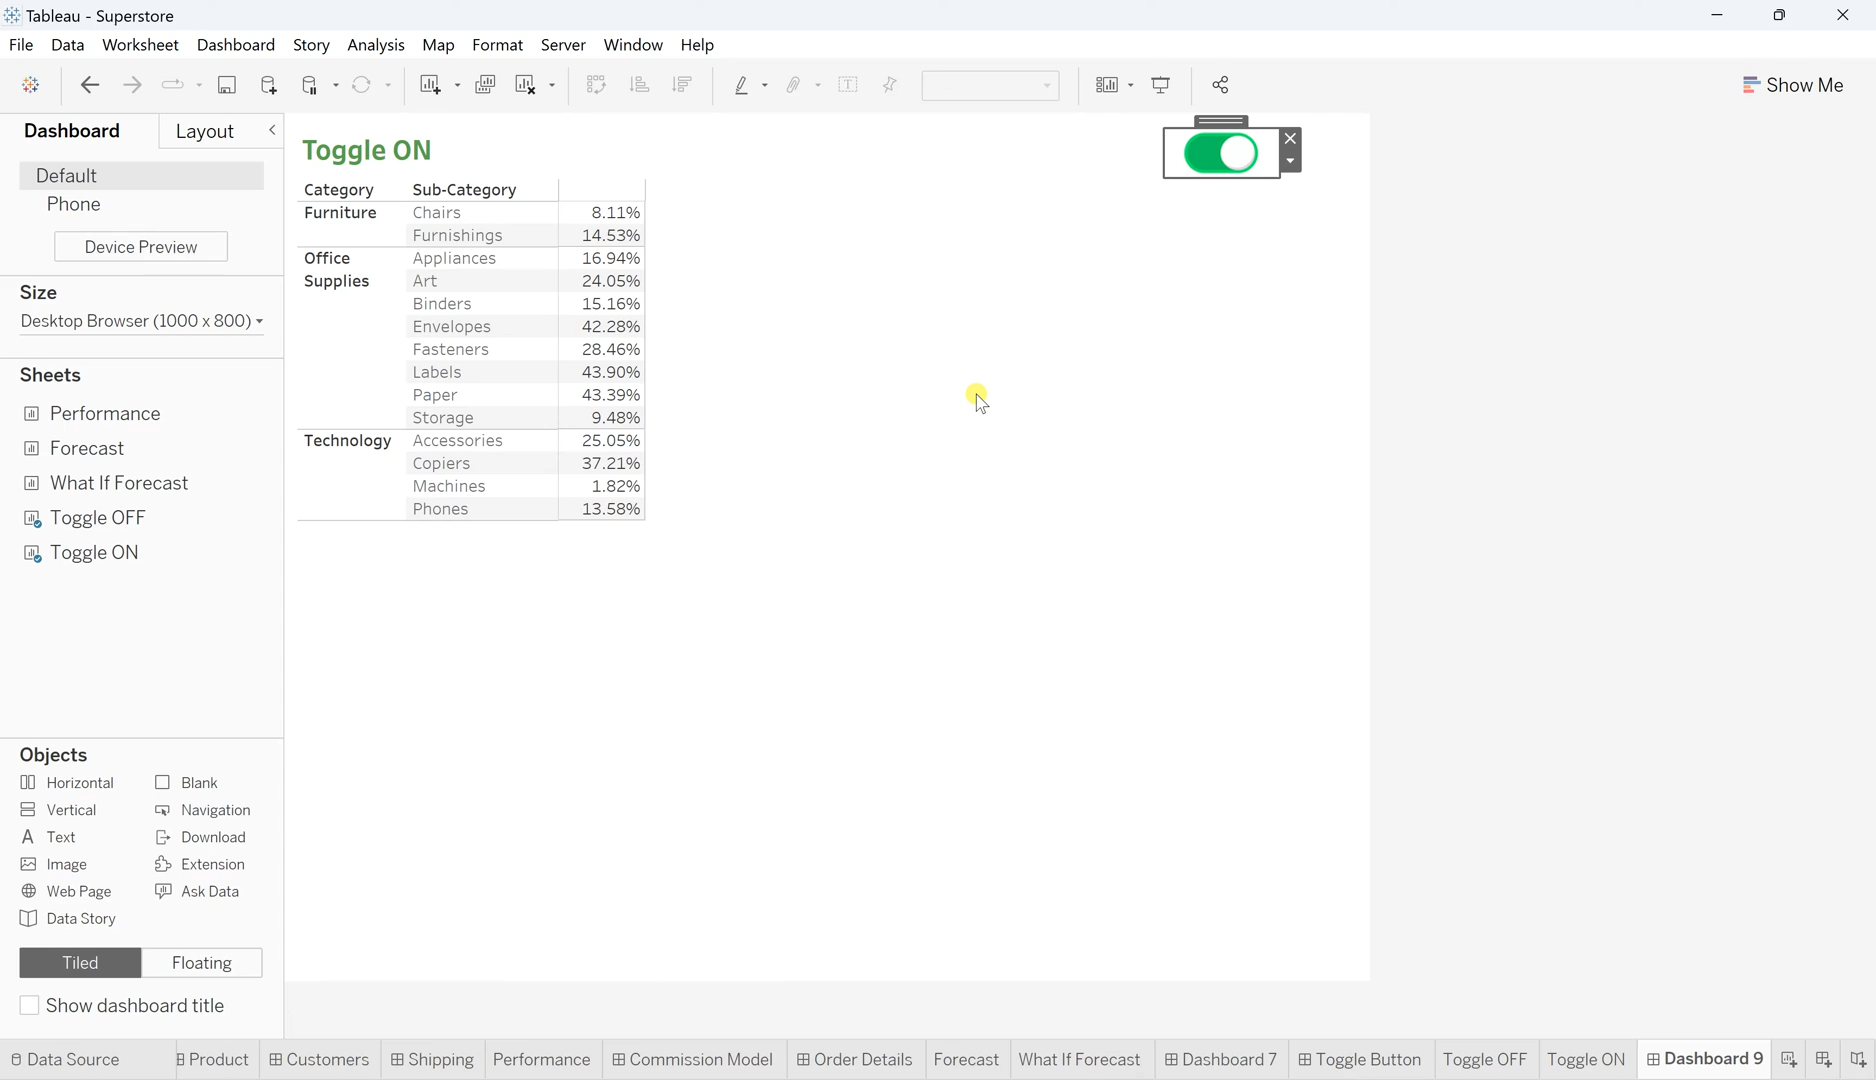 Tableau - Superstore
File Data Worksheet Dashboard Story Analysis Map Format Server Window Help
Show Me
Dashboard Layout
Default
Phone
Device Preview
Size
Desktop Browser (1000 x 800)
Sheets
Performance
Forecast
What If Forecast
Toggle OFF
Toggle ON
Objects
Horizontal Blank
Vertical Navigation
Text Download
Image Extension
Web Page Ask Data
Data Story
Tiled Floating
Show dashboard title
Toggle ON
Category Sub-Category
Furniture Chairs 8.11%
Furnishings 14.53%
Office Appliances 16.94%
Supplies Art 24.05%
Binders 15.16%
Envelopes 42.28%
Fasteners 28.46%
Labels 43.90%
Paper 43.39%
Storage 9.48%
Technology Accessories 25.05%
Copiers 37.21%
Machines 1.82%
Phones 13.58%
Data Source Product Customers Shipping Performance Commission Model Order Details Forecast What If Forecast Dashboard 7 Toggle Button Toggle OFF Toggle ON Dashboard 9